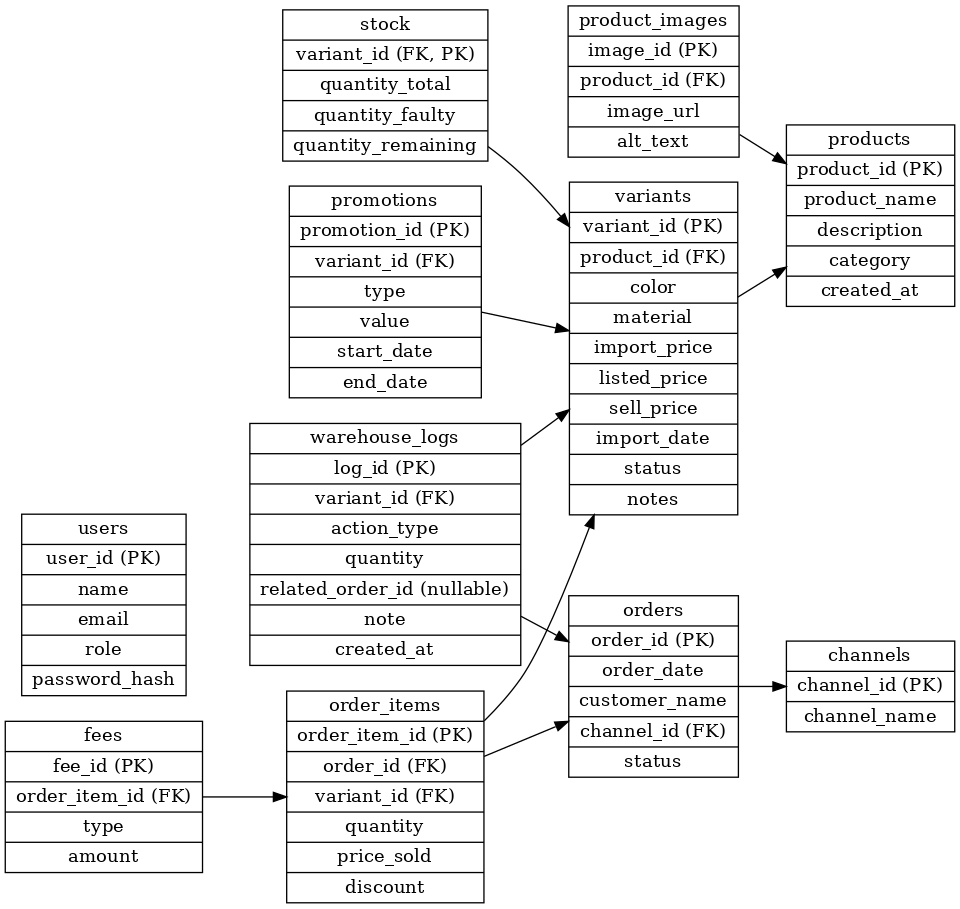 stock
variant_id (FK, PK)
quantity_total
quantity_faulty
quantity_remaining
product_images
image_id (PK)
product_id (FK)
image_url
alt_text
products
product_id (PK)
product_name
description
category
created_at
promotions
promotion_id (PK)
variant_id (FK)
type
value
start_date
end_date
variants
variant_id (PK)
product_id (FK)
color
material
import_price
listed_price
sell_price
import_date
status
notes
warehouse_logs
log_id (PK)
variant_id (FK)
action_type
quantity
related_order_id (nullable)
note
created_at
users
user_id (PK)
name
email
role
password_hash
orders
order_id (PK)
order_date
customer_name
channel_id (FK)
status
channels
channel_id (PK)
channel_name
fees
fee_id (PK)
order_item_id (FK)
type
amount
order_items
order_item_id (PK)
order_id (FK)
variant_id (FK)
quantity
price_sold
discount